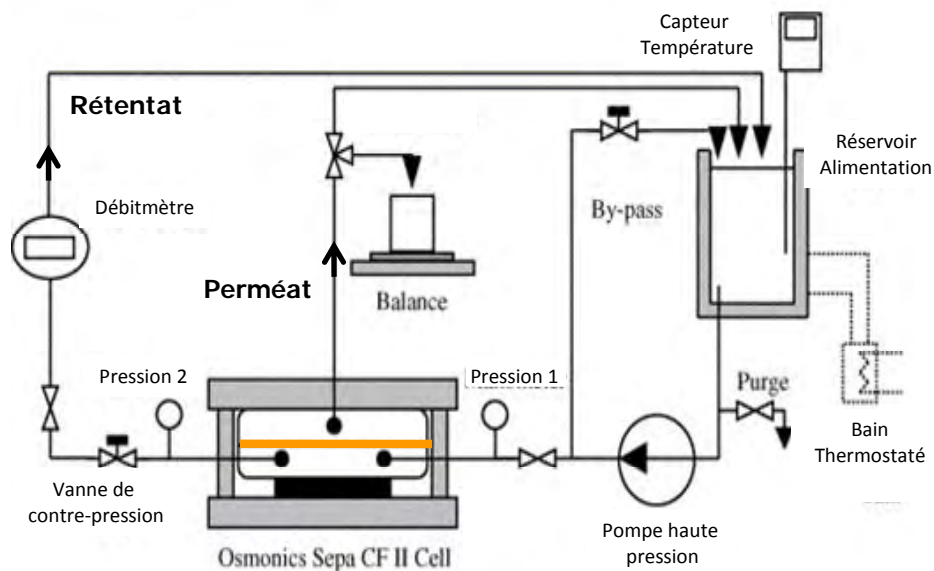 Capteur
Température
Rétentat
Réservoir
Alimentation
Débitmètre
By-pass
Perméat
Balance
Pression 2
Pression 1
Purge
Bain
Thermostaté
Vanne de
contre-pression
Pompe haute
pression
Osmonics Sepa CF II Cell